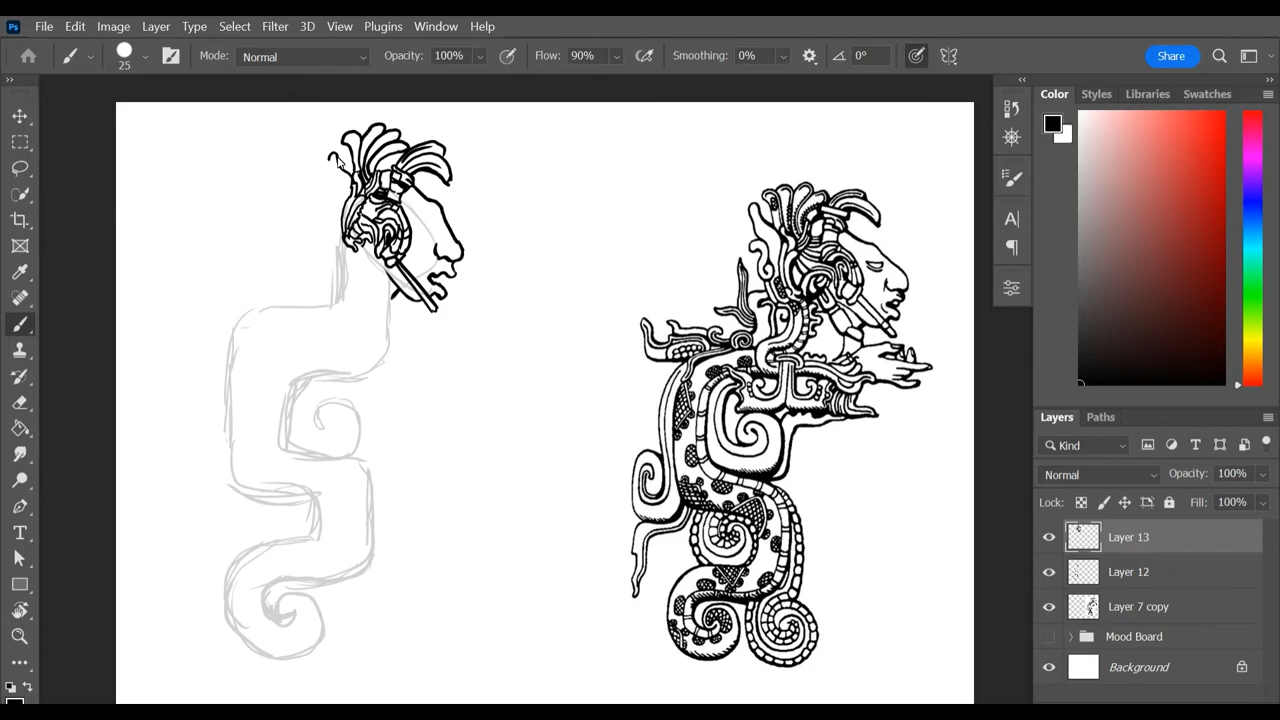 Ps File Edit Image Layer Type Select Filter 3D View Plugins Window Help
25 Mode: Normal Opacity: 100% Flow: 90% Smoothing: 0% 0° Share
Color Styles Libraries Swatches
Layers Paths
Kind
Normal Opacity: 100%
Lock: Fill: 100%
Layer 13
Layer 12
Layer 7 copy
Mood Board
Background